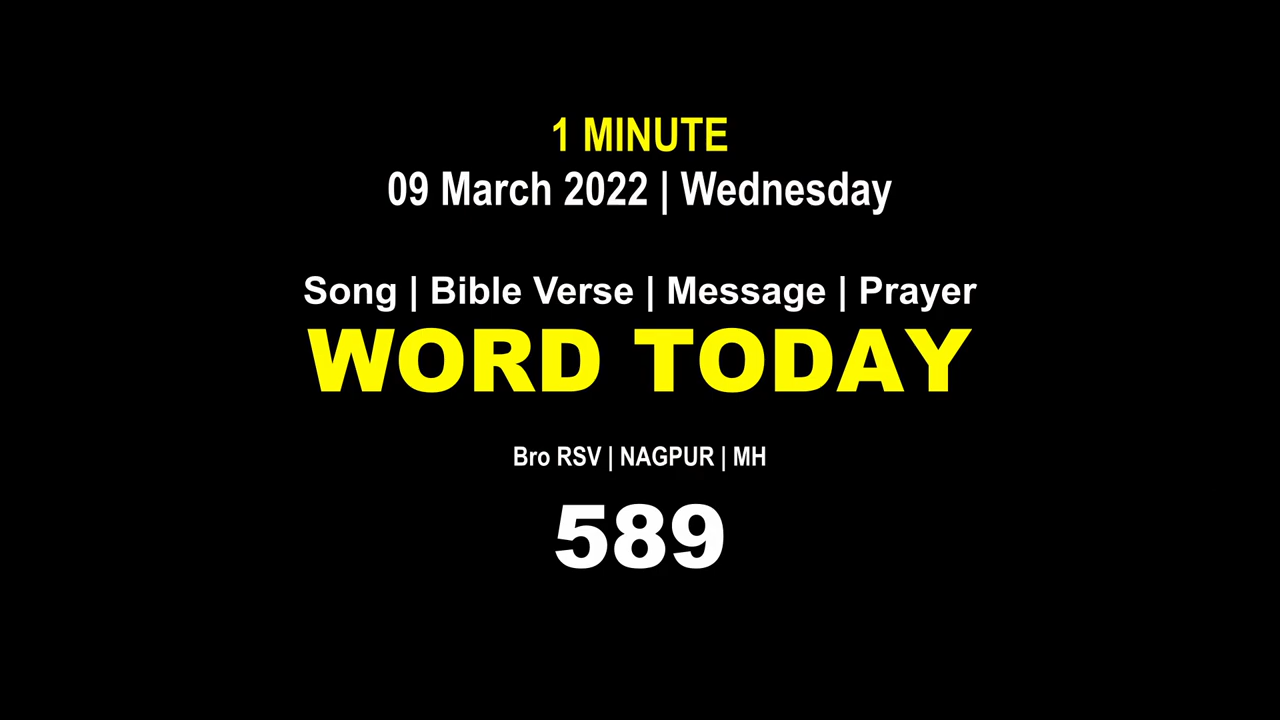 1 MINUTE
09 March 2022 | Wednesday
Song | Bible Verse | Message | Prayer
WORD TODAY
Bro RSV | NAGPUR | MH
589